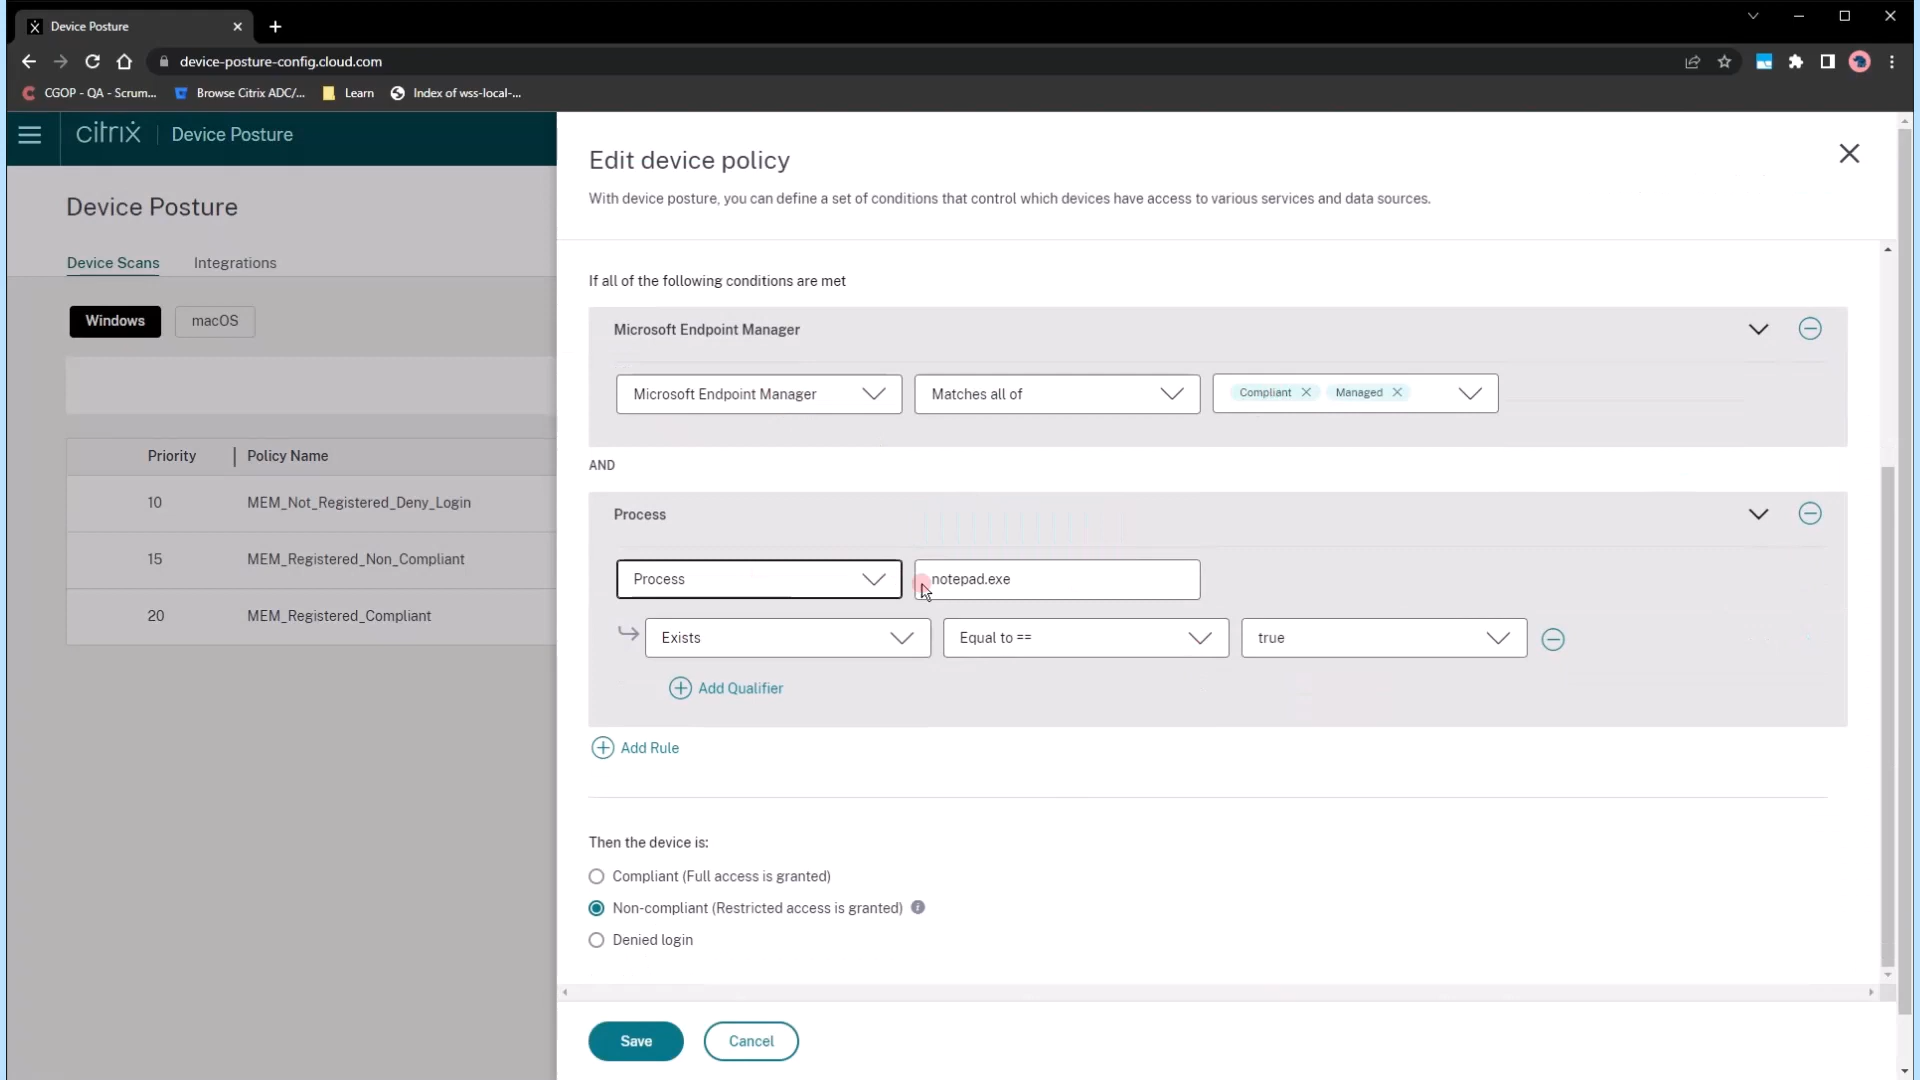 Device Posture
device-posture-config.cloud.com
CGOP - QA - Scrum...
Browse Citrix ADC/...
Learn
Index of wss-local-...
citrix
Device Posture
Device Posture
Device Scans
Integrations
Windows
macOS
Priority
Policy Name
10
MEM_Not_Registered_Deny_Login
15
MEM_Registered_Non_Compliant
20
MEM_Registered_Compliant
Edit device policy
With device posture, you can define a set of conditions that control which devices have access to various services and data sources.
If all of the following conditions are met
Microsoft Endpoint Manager
Microsoft Endpoint Manager
Matches all of
Compliant
Managed
AND
Process
Process
notepad.exe
Exists
Equal to ==
true
Add Qualifier
Add Rule
Then the device is:
Compliant (Full access is granted)
Non-compliant (Restricted access is granted)
Denied login
Save
Cancel